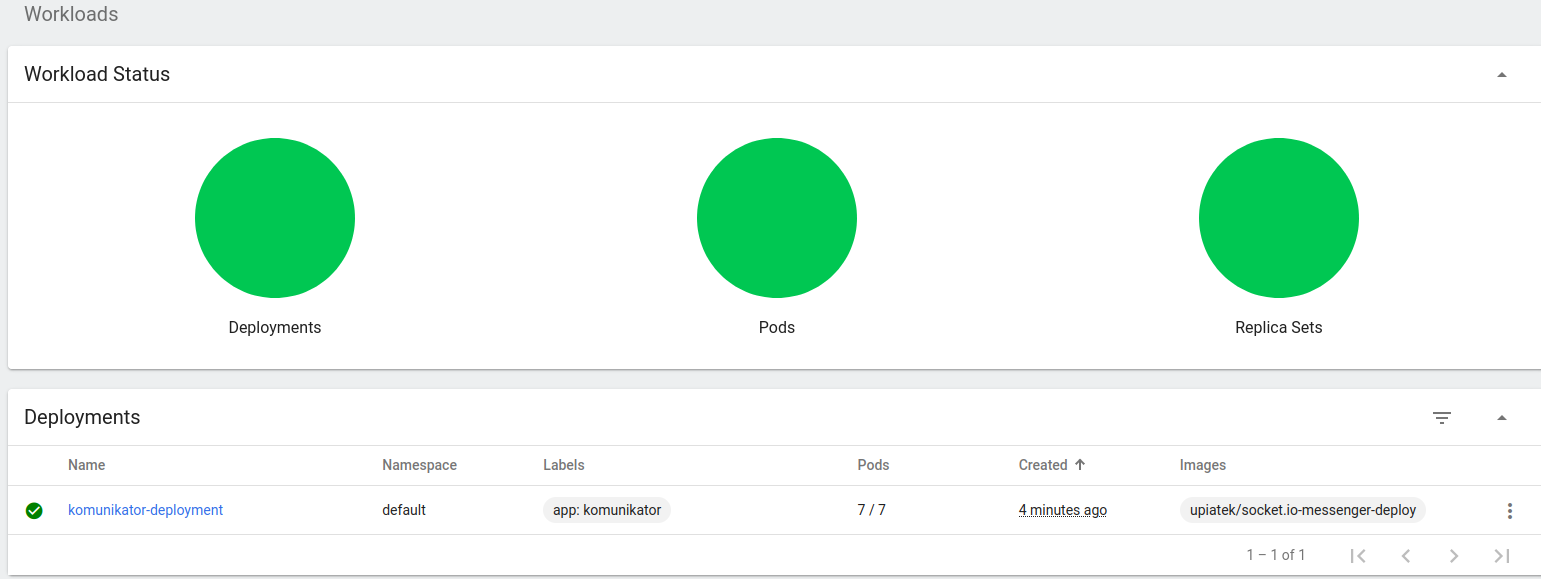 Workloads
Workload Status
Deployments Pods Replica Sets
Deployments
Name Namespace Labels Pods Created Images
komunikator-deployment default app: komunikator 7 / 7 4 minutes ago upiatek/socket.io-messenger-deploy
1 – 1 of 1